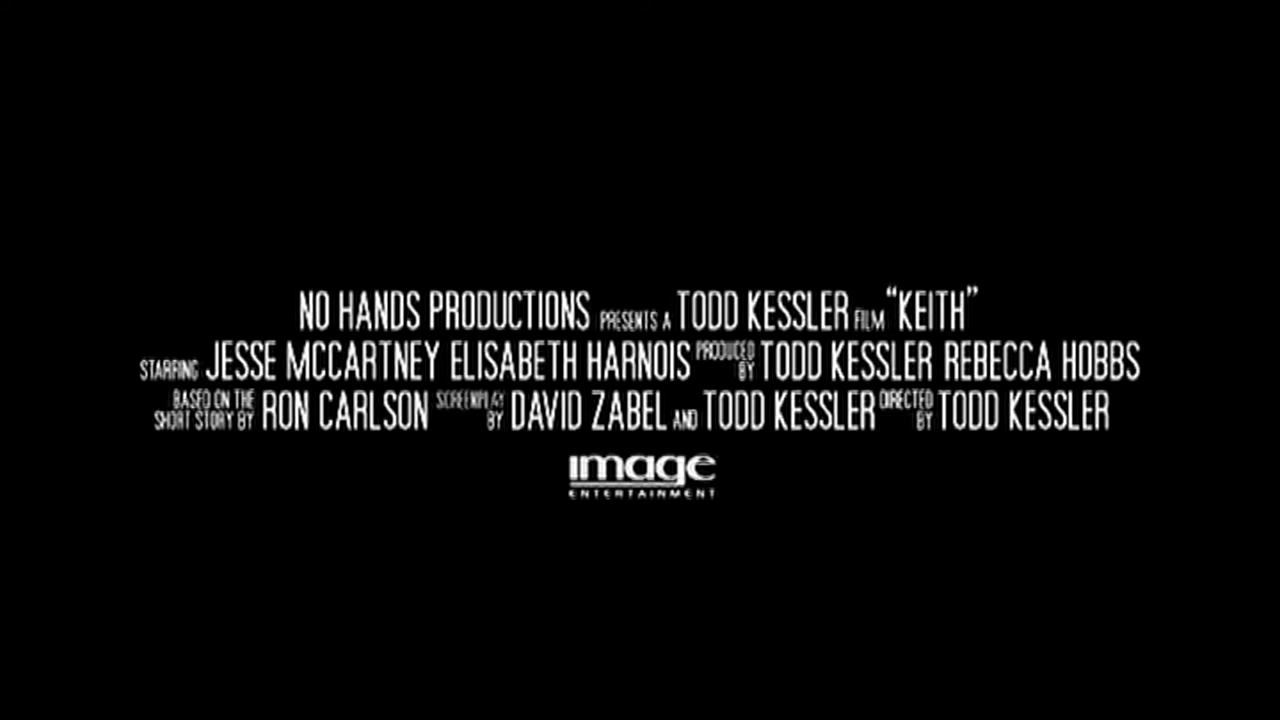 NO HANDS PRODUCTIONS PRESENTS A TODD KESSLER FILM “KEITH”
STARRING JESSE MCCARTNEY ELISABETH HARNOIS PRODUCED BY TODD KESSLER REBECCA HOBBS
BASED ON THE SHORT STORY BY RON CARLSON SCREENPLAY BY DAVID ZABEL AND TODD KESSLER DIRECTED BY TODD KESSLER
image
ENTERTAINMENT